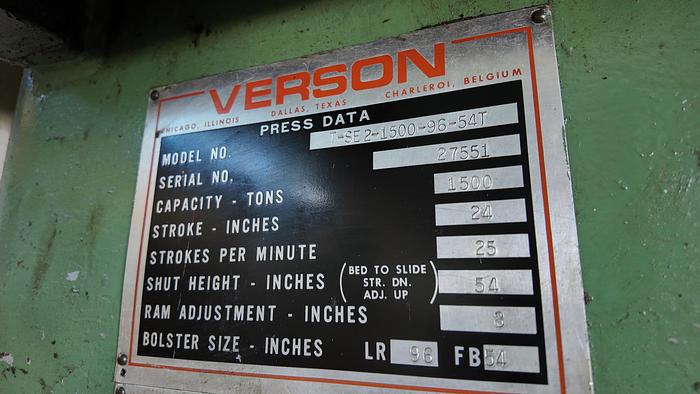 VERSON
CHICAGO, ILLINOIS DALLAS, TEXAS CHARLEROI, BELGIUM
PRESS DATA
MODEL NO. T-SE2-1500-96-54T
SERIAL NO. 27551
CAPACITY - TONS 1500
STROKE - INCHES 24
STROKES PER MINUTE 25
SHUT HEIGHT - INCHES (BED TO SLIDE STR. DN. ADJ. UP) 54
RAM ADJUSTMENT - INCHES 8
BOLSTER SIZE - INCHES LR 96 FB 54